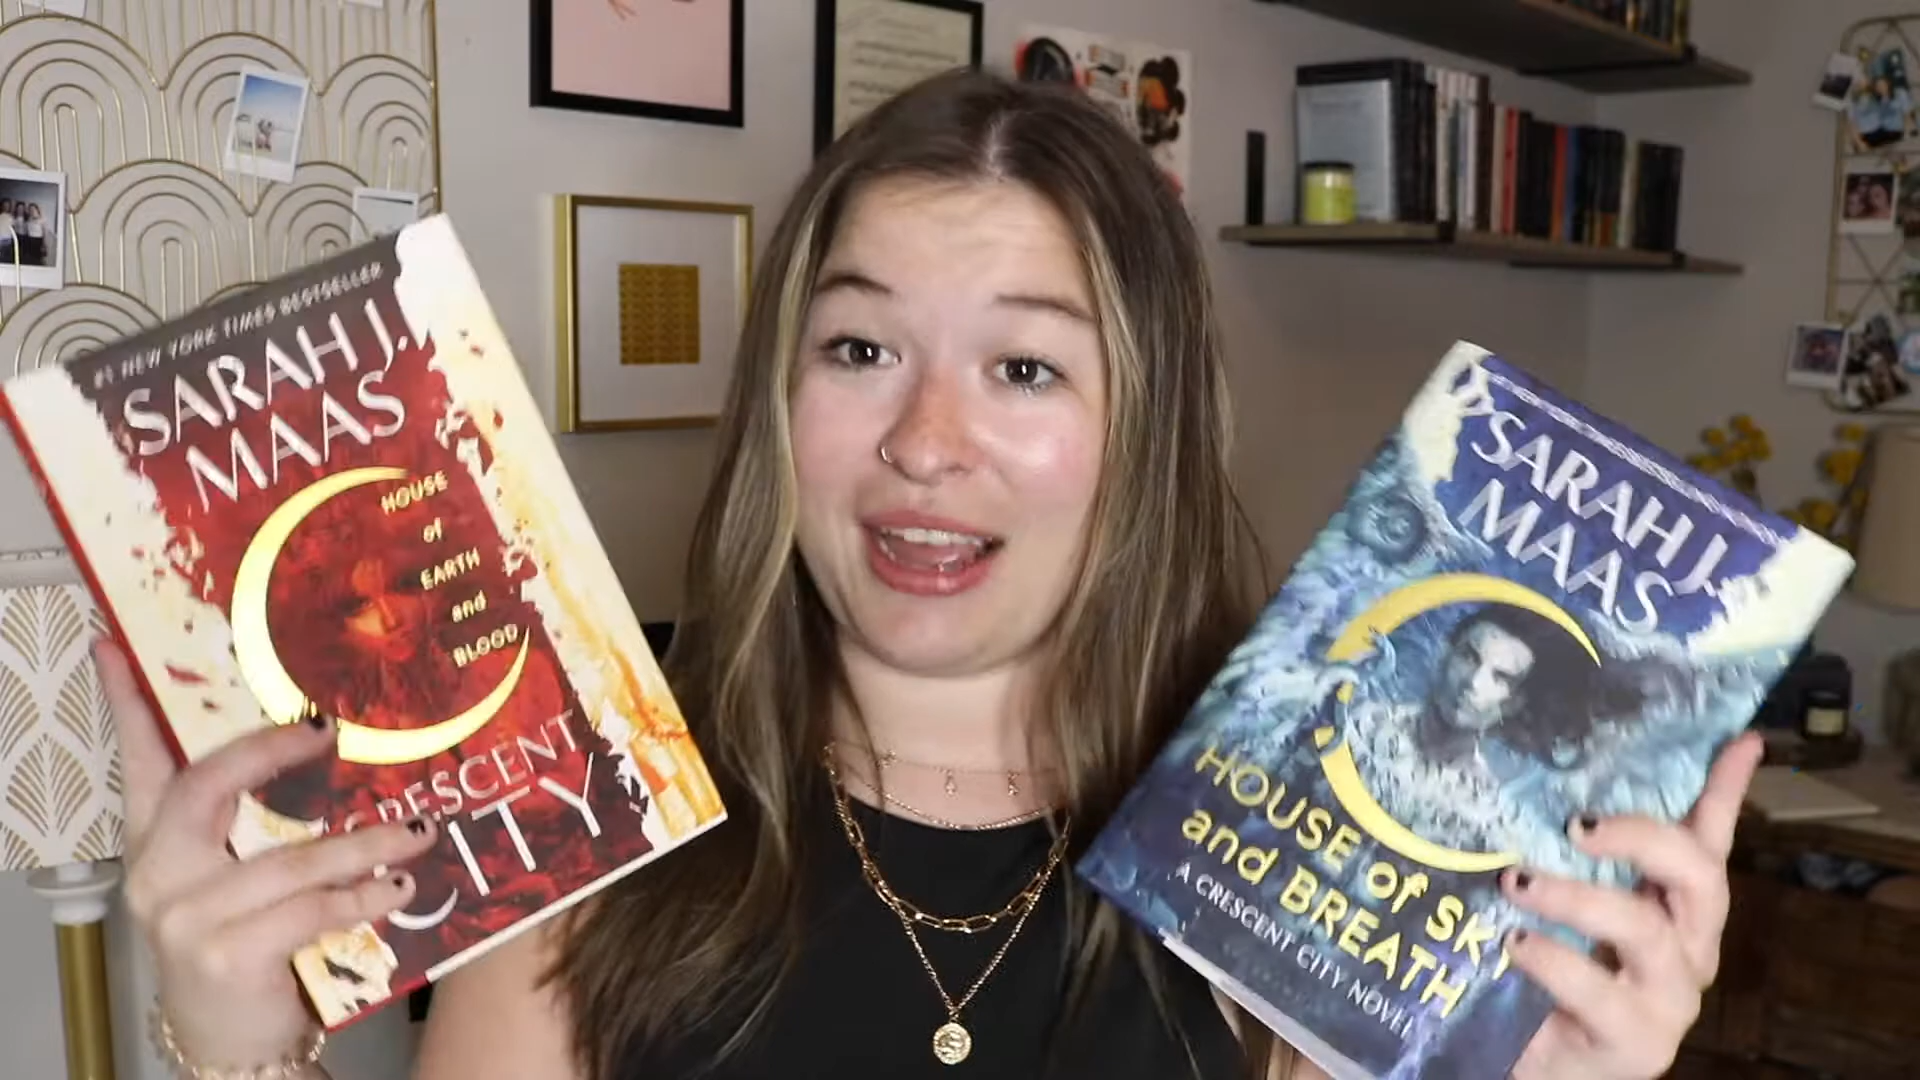 #1 NEW YORK TIMES BESTSELLER
SARAH J.
MAAS
HOUSE
of
EARTH
and
BLOOD
CRESCENT
CITY
SARAH J.
MAAS
HOUSE of SKY
and BREATH
A CRESCENT CITY NOVEL